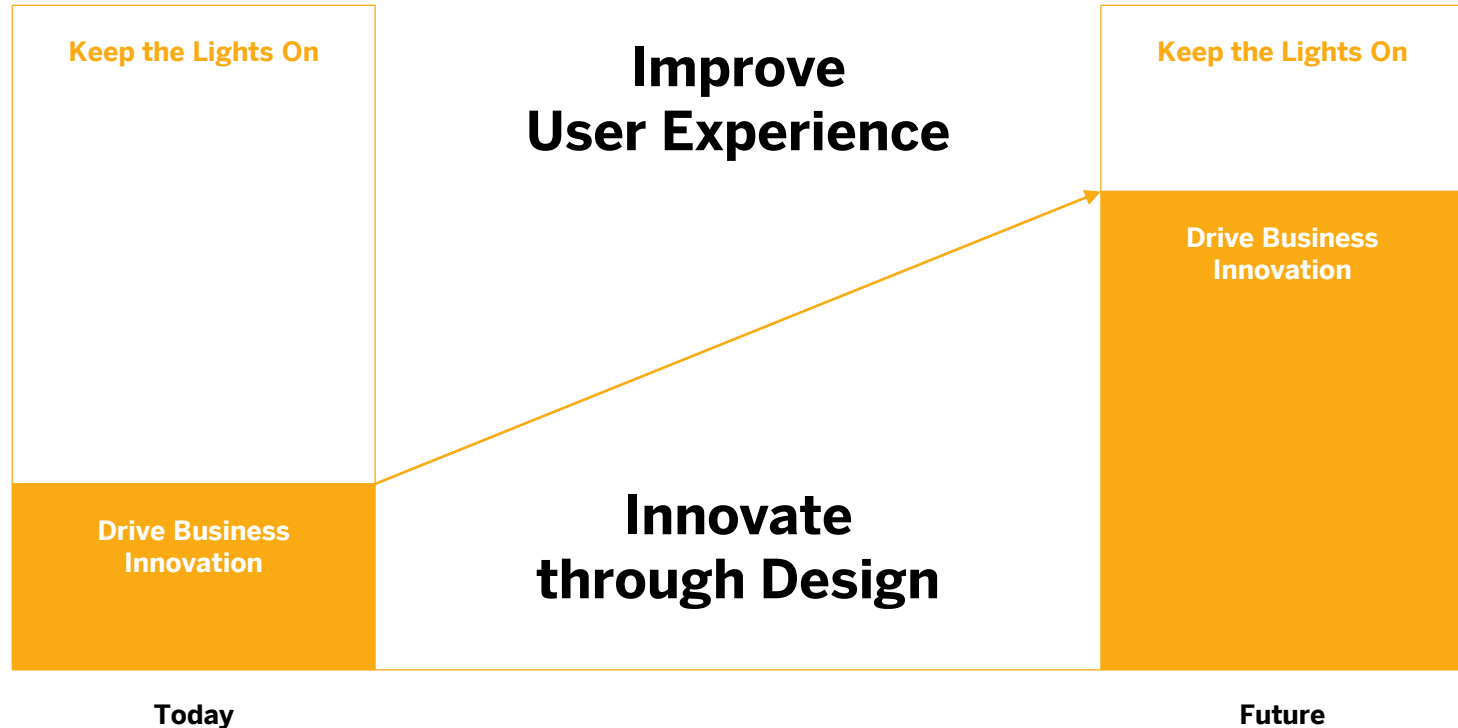 Keep the Lights On
Improve
User Experience
Keep the Lights On
Drive Business
Innovation
Drive Business
Innovation
Innovate
through Design
Today
Future